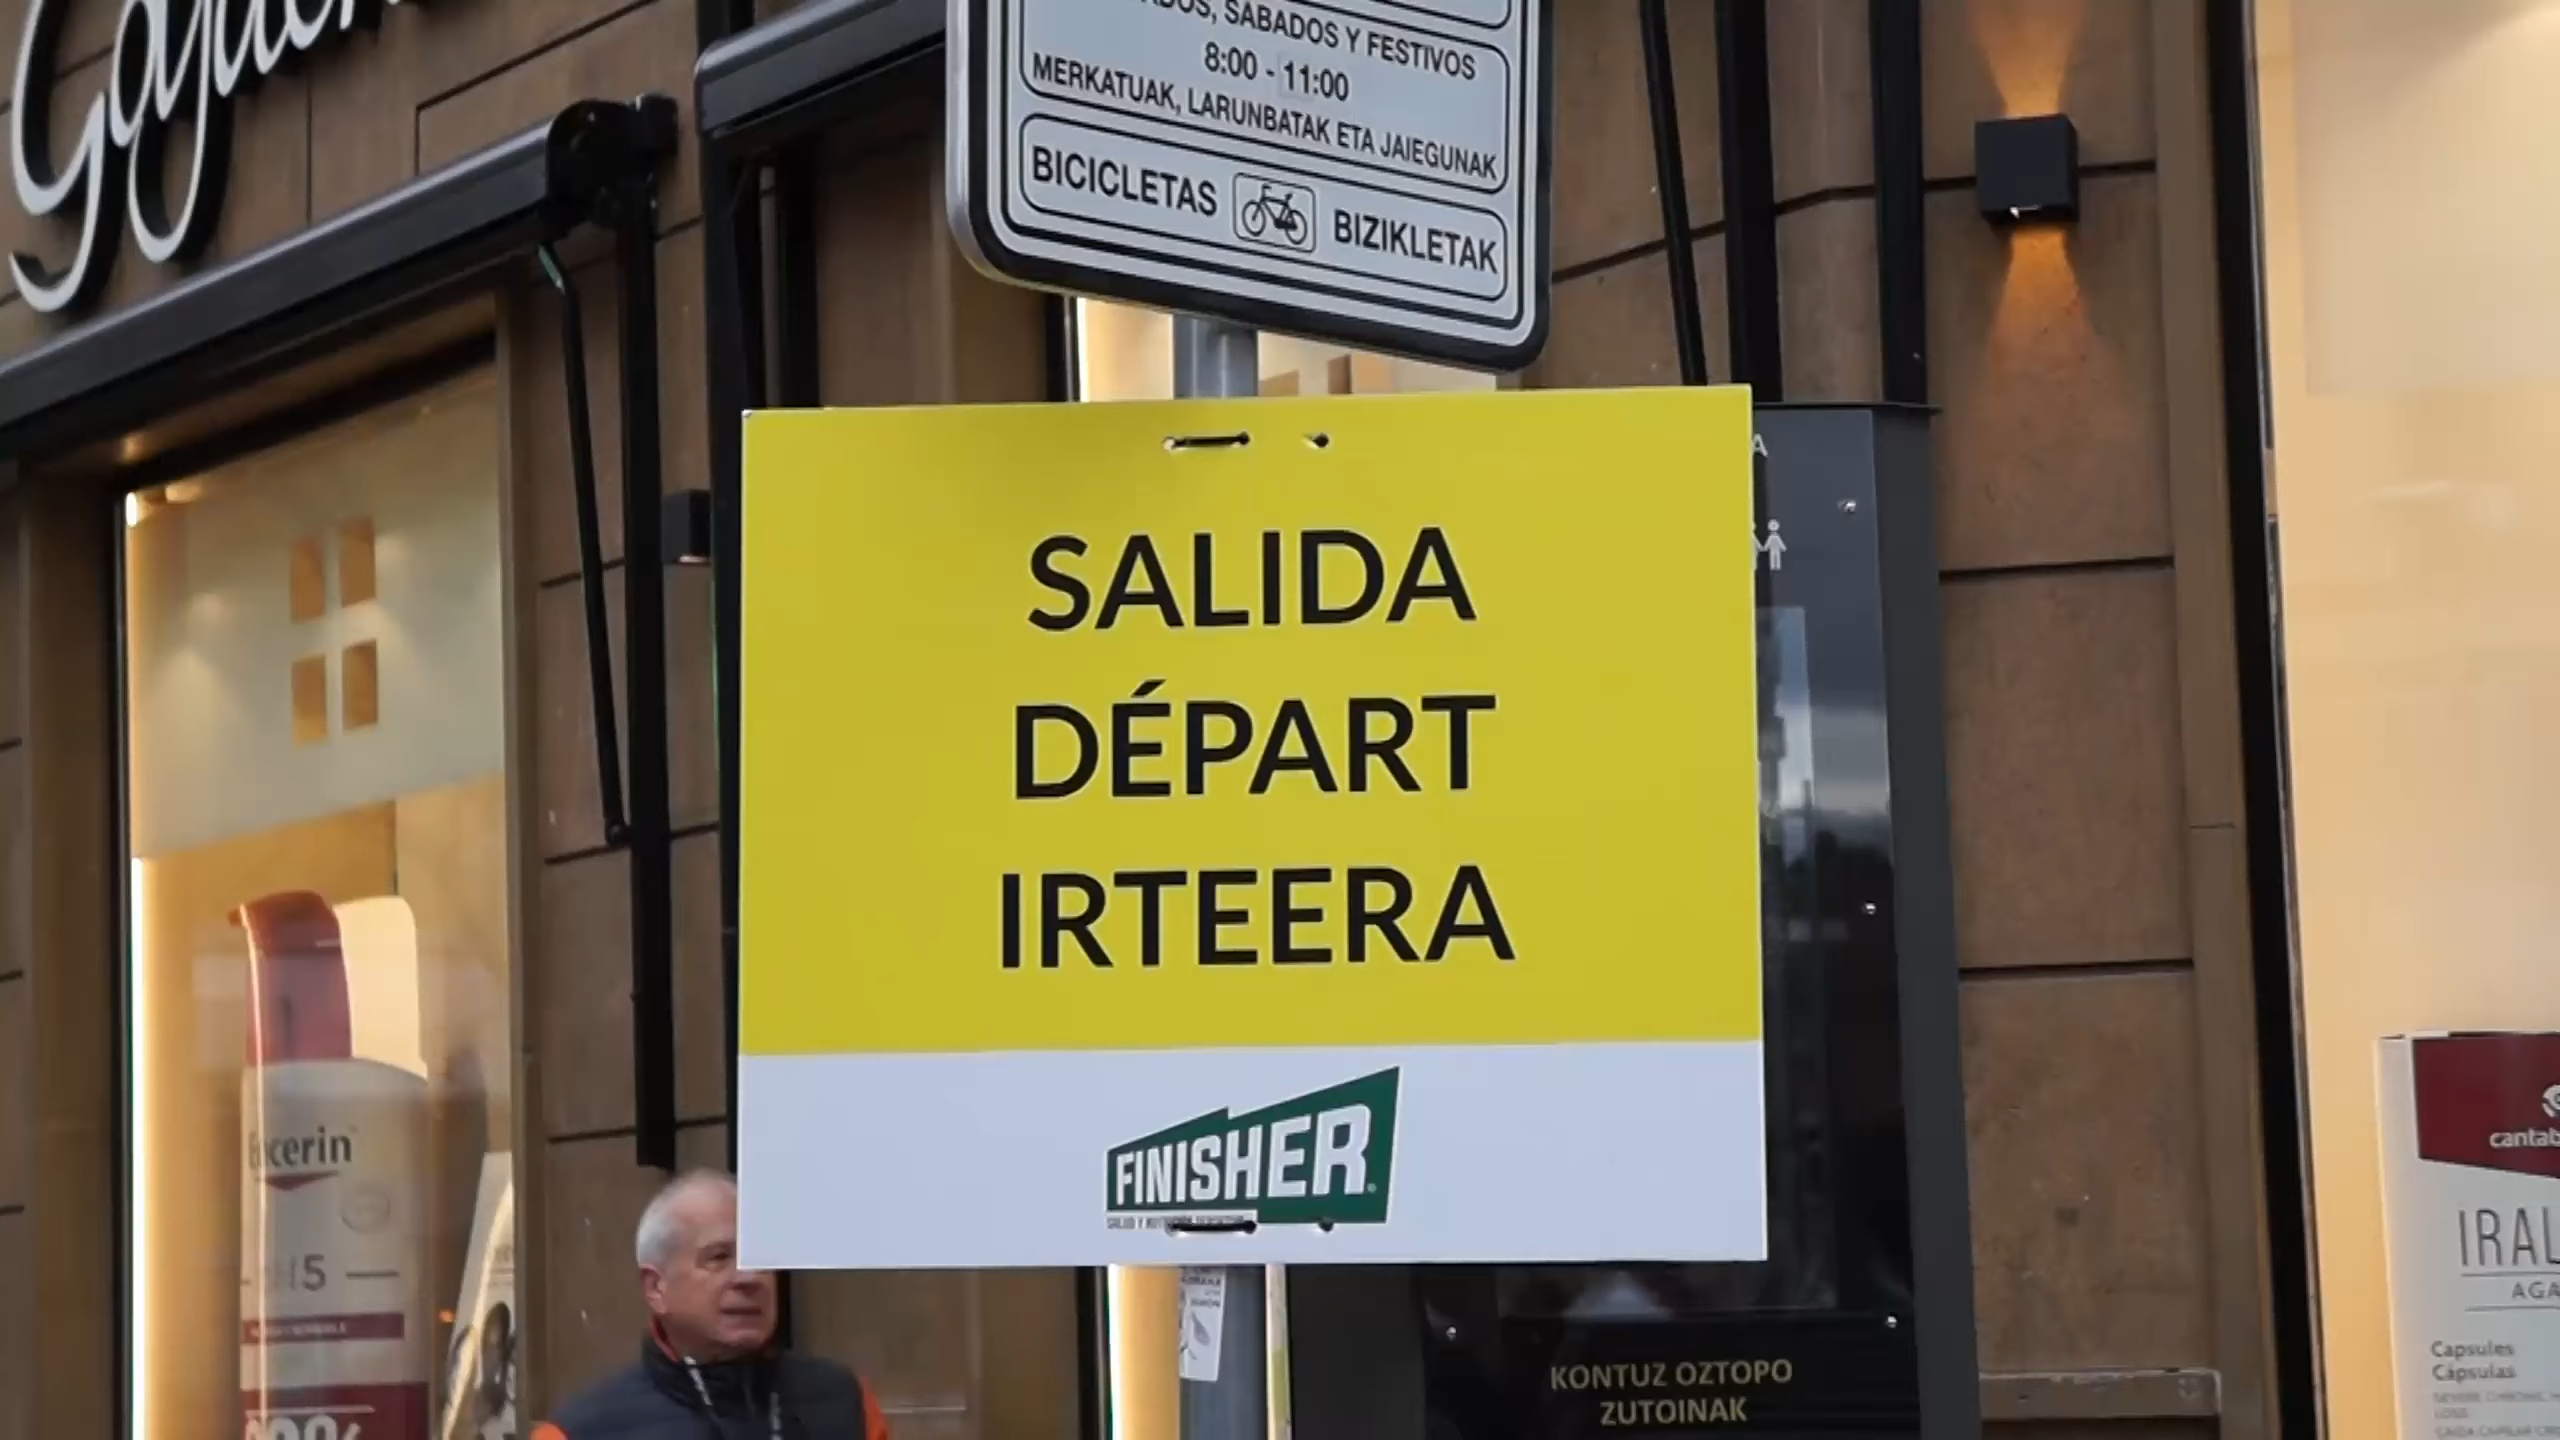 SABADOS Y FESTIVOS
8:00 - 11:00
MERKATUAK, LARUNBATAK ETA JAIEGUNAK
BICICLETAS BIZIKLETAK
SALIDA
DÉPART
IRTEERA
FINISHER
SALUD Y
KONTUZ OZTOPO
ZUTOINAK
Capsules
Cápsulas